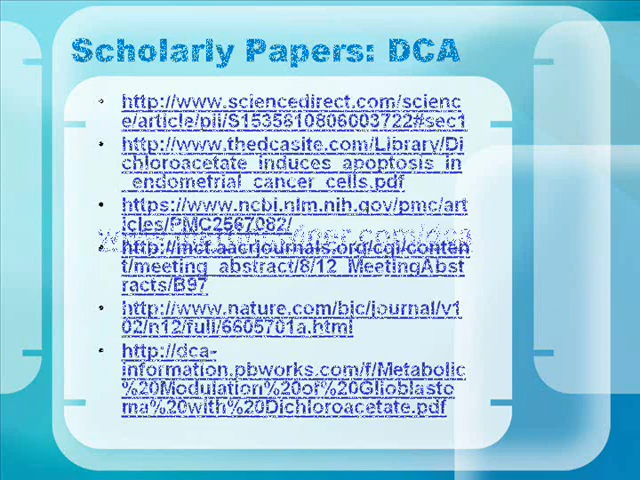 Scholarly Papers: DCA
http://www.sciencedirect.com/scienc
e/article/pii/S1535610806003722#sec1
http://www.thedcasite.com/Library/Di
chloroacetate_induces_apoptosis_in
_endometrial_cancer_cells.pdf
https://www.ncbi.nlm.nih.gov/pmc/art
icles/PMC2567082/
http://mct.aacrjournals.org/cgi/conten
t/meeting_abstract/8/12_MeetingAbst
racts/B97
http://www.nature.com/bjc/journal/v1
02/n12/full/6605701a.html
http://dca-
information.pbworks.com/f/Metabolic
%20Modulation%20of%20Glioblasto
ma%20with%20Dichloroacetate.pdf